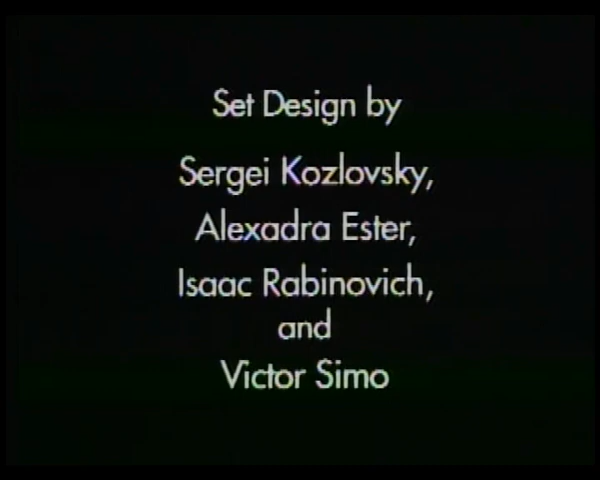 Set Design by
Sergei Kozlovsky,
Alexadra Ester,
Isaac Rabinovich,
and
Victor Simo